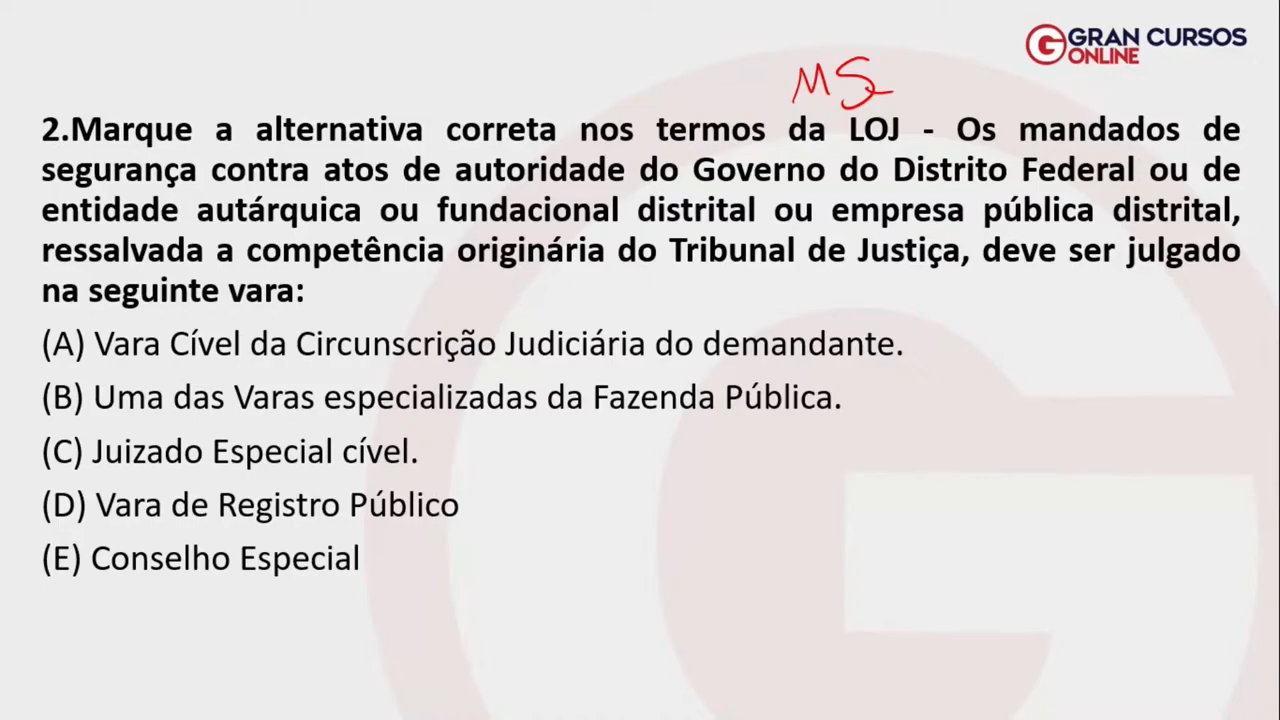 GRAN CURSOS
ONLINE
MS
2.Marque a alternativa correta nos termos da LOJ - Os mandados de
segurança contra atos de autoridade do Governo do Distrito Federal ou de
entidade autárquica ou fundacional distrital ou empresa pública distrital,
ressalvada a competência originária do Tribunal de Justiça, deve ser julgado
na seguinte vara:
(A) Vara Cível da Circunscrição Judiciária do demandante.
(B) Uma das Varas especializadas da Fazenda Pública.
(C) Juizado Especial cível.
(D) Vara de Registro Público
(E) Conselho Especial